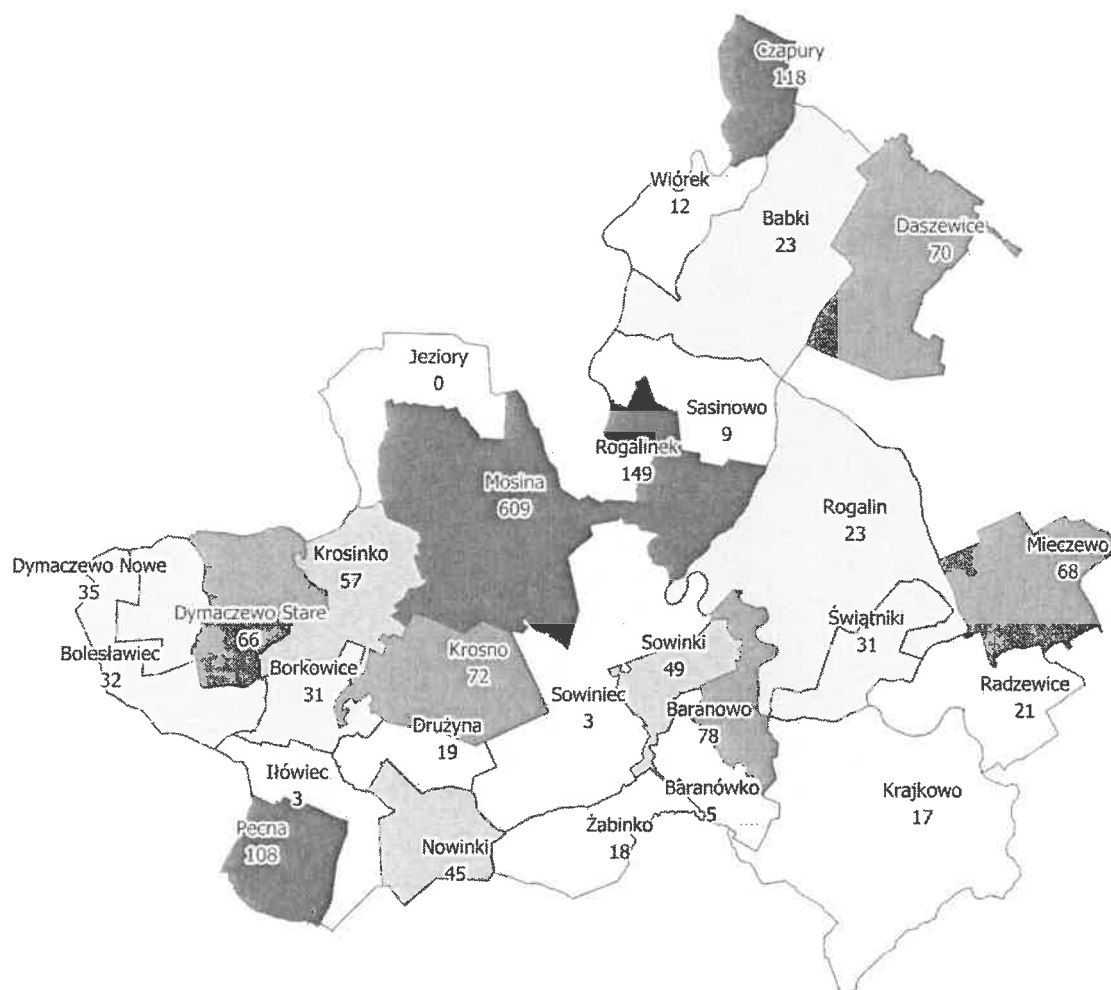 Czapury
118
Wiórek
12
Babki
23
Daszewice
70
Jeziory
0
Sasinowo
9
Rogalinek
149
Mosina
609
Rogalin
23
Mieczewo
68
Dymaczewo Nowe
35
Krosinko
57
Dymaczewo Stare
66
Świątniki
31
Bolesławiec
32
Borkowice
31
Krosno
72
Sowinki
49
Sowiniec
3
Radzewice
21
Baranowo
78
Drużyna
19
Iłówiec
3
Baranówko
5
Krajkowo
17
Pecna
108
Żabinko
18
Nowinki
45